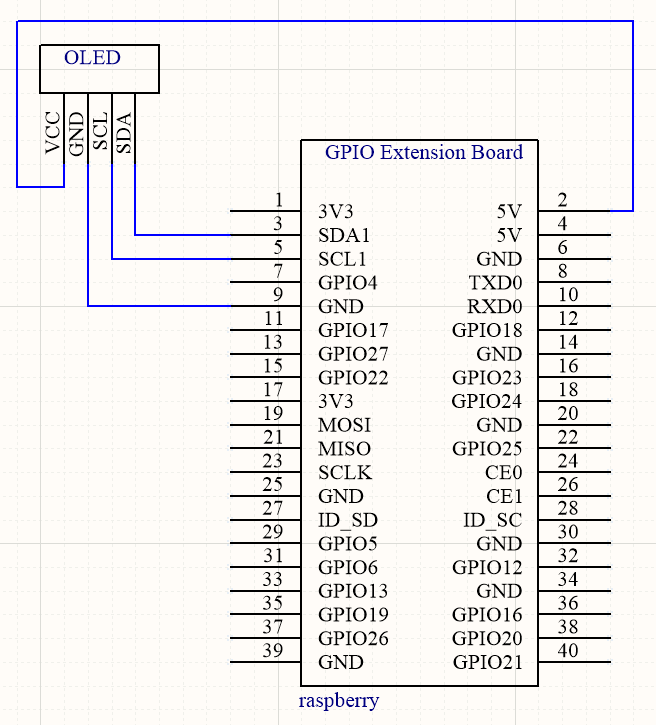 OLED
VCC
GND
SCL
SDA
GPIO Extension Board
1 3V3 5V 2
3 SDA1 5V 4
5 SCL1 GND 6
7 GPIO4 TXD0 8
9 GND RXD0 10
11 GPIO17 GPIO18 12
13 GPIO27 GND 14
15 GPIO22 GPIO23 16
17 3V3 GPIO24 18
19 MOSI GND 20
21 MISO GPIO25 22
23 SCLK CE0 24
25 GND CE1 26
27 ID_SD ID_SC 28
29 GPIO5 GND 30
31 GPIO6 GPIO12 32
33 GPIO13 GND 34
35 GPIO19 GPIO16 36
37 GPIO26 GPIO20 38
39 GND GPIO21 40
raspberry